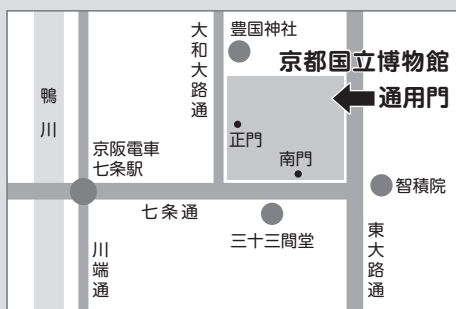 大和大路通
豊国神社
京都国立博物館
通用門
鴨川
正門
京阪電車
七条駅
南門
智積院
七条通
三十三間堂
川端通
東大路通